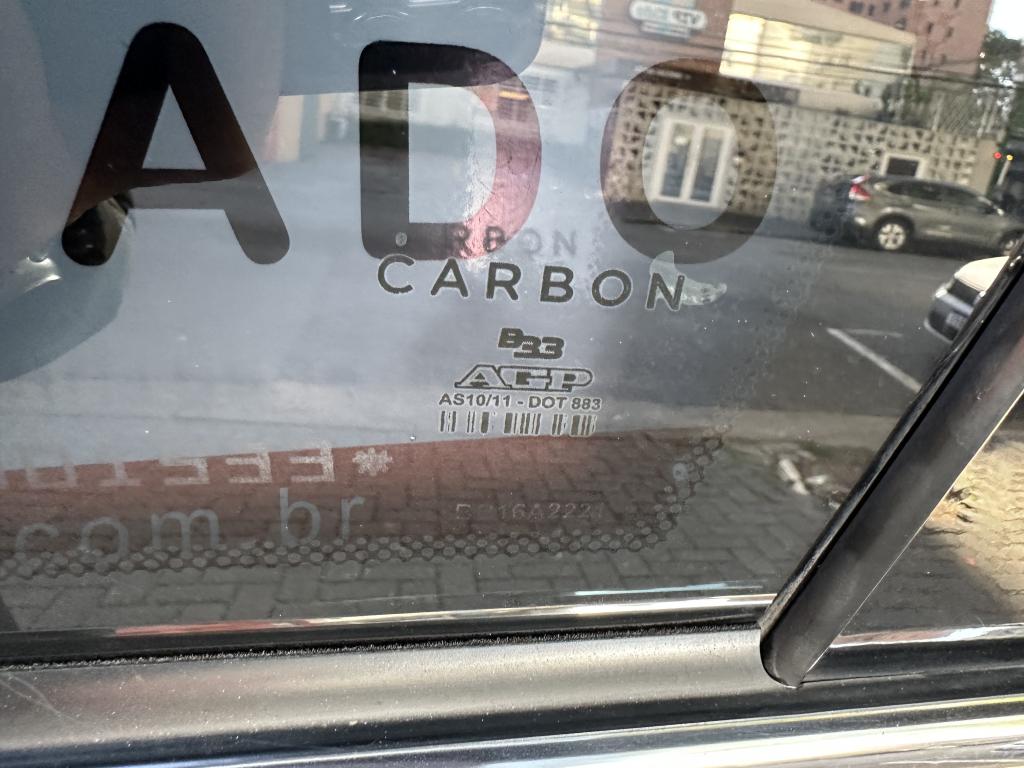 ADO
CARBON
B33
AGP
AS10/11 - DOT 883
*
com.br